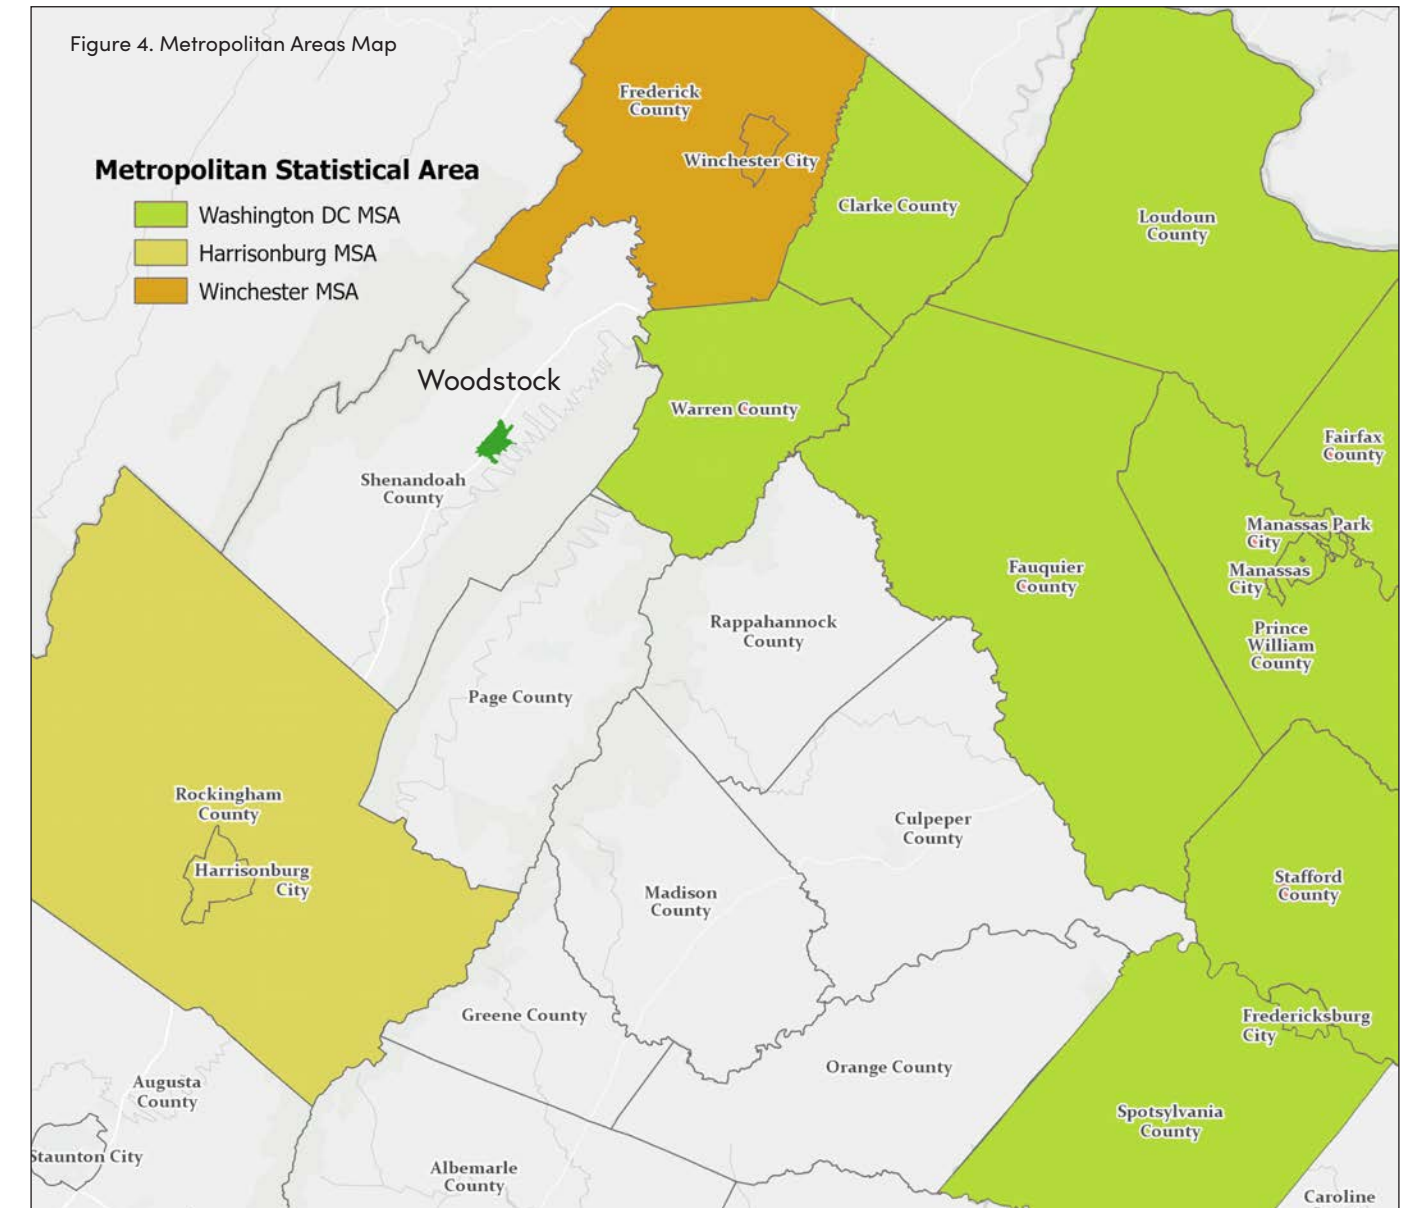 Figure 4. Metropolitan Areas Map
Metropolitan Statistical Area
Washington DC MSA
Harrisonburg MSA
Winchester MSA
Frederick
County
Winchester City
Clarke County
Loudoun
County
Woodstock
Warren County
Fairfax
County
Shenandoah
County
Manassas Park
City
Manassas
City
Fauquier
County
Prince
William
County
Rappahannock
County
Page County
Rockingham
County
Harrisonburg
City
Culpeper
County
Madison
County
Stafford
County
Greene County
Fredericksburg
City
Orange County
Augusta
County
Spotsylvania
County
Staunton City
Albemarle
County
Caroline